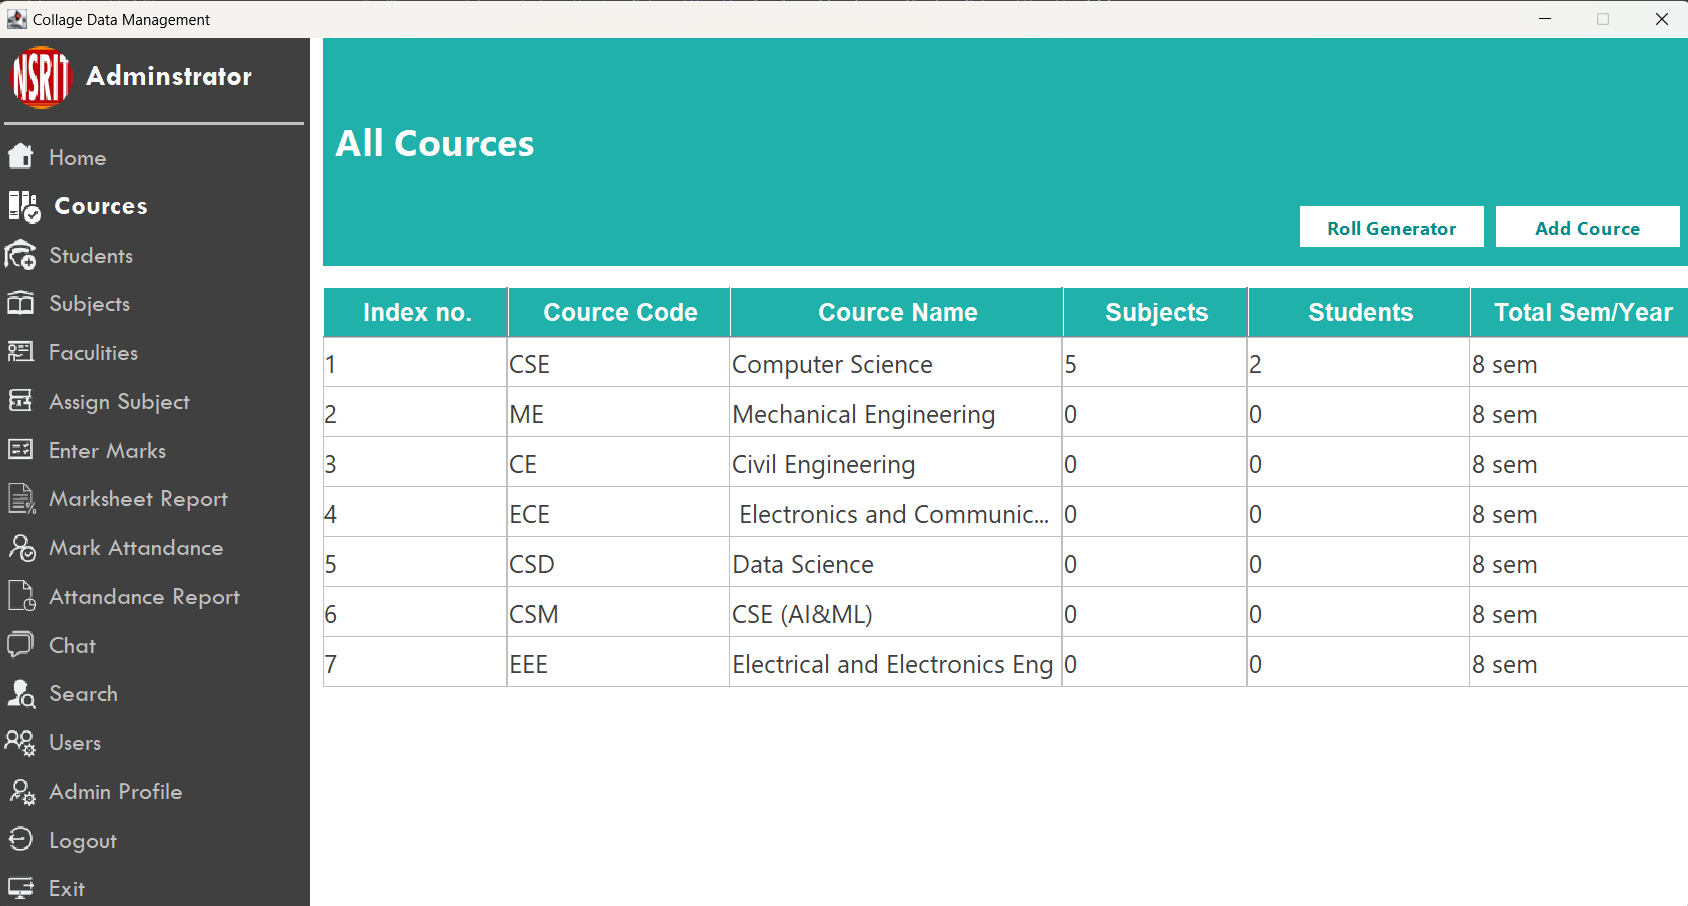 Collage Data Management
NSRIT
Adminstrator
Home
Cources
Students
Subjects
Faculities
Assign Subject
Enter Marks
Marksheet Report
Mark Attandance
Attandance Report
Chat
Search
Users
Admin Profile
Logout
Exit
All Cources
Roll Generator Add Cource
Index no. Cource Code Cource Name Subjects Students Total Sem/Year
1 CSE Computer Science 5 2 8 sem
2 ME Mechanical Engineering 0 0 8 sem
3 CE Civil Engineering 0 0 8 sem
4 ECE Electronics and Communic... 0 0 8 sem
5 CSD Data Science 0 0 8 sem
6 CSM CSE (AI&ML) 0 0 8 sem
7 EEE Electrical and Electronics Eng 0 0 8 sem